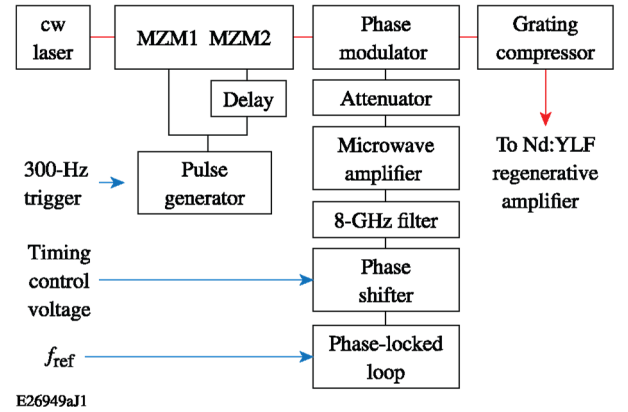 cw
laser
MZM1 MZM2
Phase
modulator
Grating
compressor
Delay
Attenuator
To Nd:YLF
regenerative
amplifier
Microwave
amplifier
300-Hz
trigger
Pulse
generator
8-GHz filter
Timing
control
voltage
Phase
shifter
fref
Phase-locked
loop
E26949aJ1